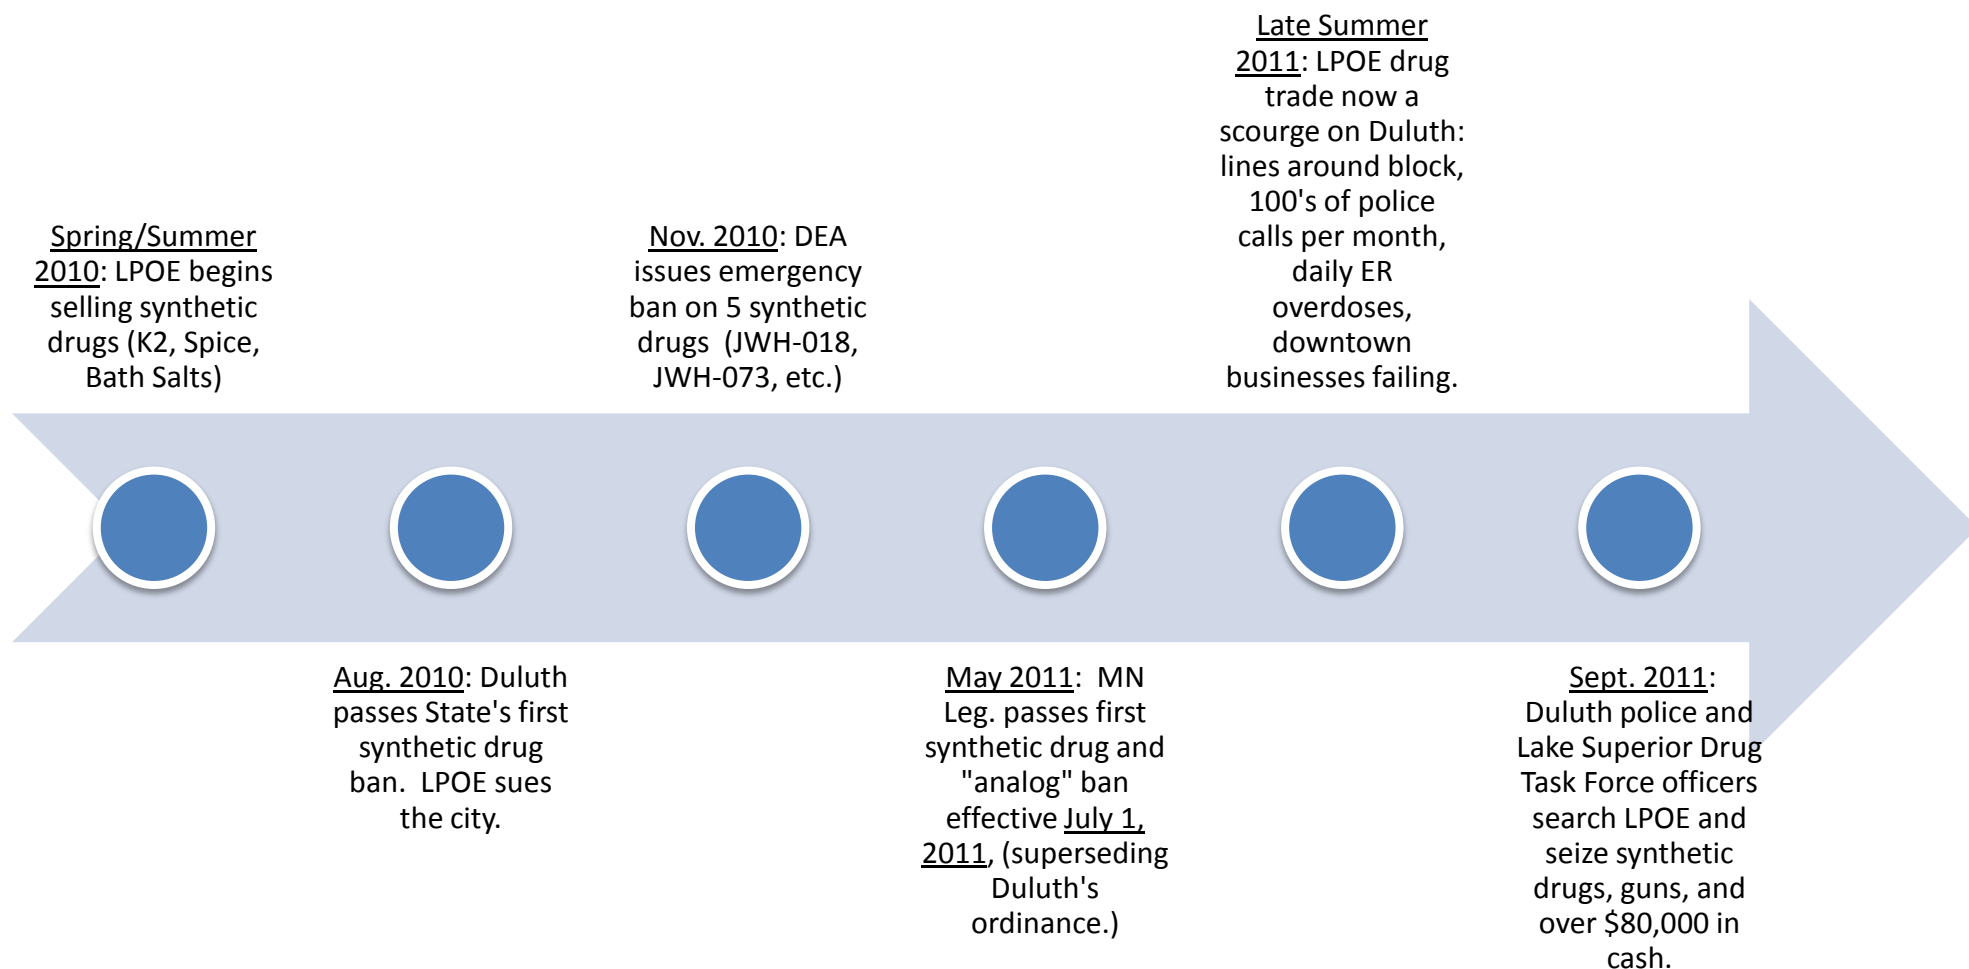 Spring/Summer
2010: LPOE begins
selling synthetic
drugs (K2, Spice,
Bath Salts)
Aug. 2010: Duluth
passes State's first
synthetic drug
ban.  LPOE sues
the city.
Nov. 2010: DEA
issues emergency
ban on 5 synthetic
drugs  (JWH-018,
JWH-073, etc.)
May 2011:  MN
Leg. passes first
synthetic drug and
"analog" ban
effective July 1,
2011, (superseding
Duluth's
ordinance.)
Late Summer
2011: LPOE drug
trade now a
scourge on Duluth:
lines around block,
100's of police
calls per month,
daily ER
overdoses,
downtown
businesses failing.
Sept. 2011:
Duluth police and
Lake Superior Drug
Task Force officers
search LPOE and
seize synthetic
drugs, guns, and
over $80,000 in
cash.